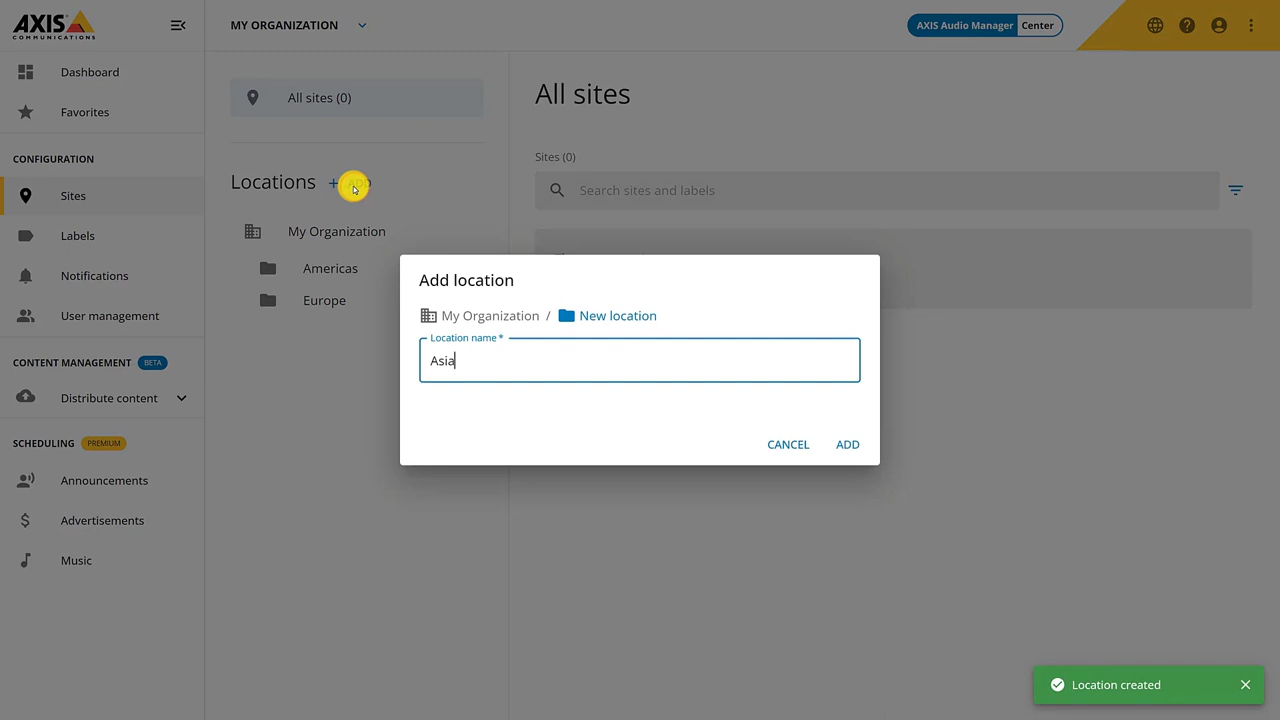 AXIS
COMMUNICATIONS
MY ORGANIZATION
AXIS Audio Manager Center
Dashboard
Favorites
CONFIGURATION
Sites
Labels
Notifications
User management
CONTENT MANAGEMENT BETA
Distribute content
SCHEDULING PREMIUM
Announcements
Advertisements
Music
All sites (0)
Locations +
My Organization
Americas
Europe
All sites
Sites (0)
Search sites and labels
Add location
My Organization / New location
Location name *
Asia
CANCEL ADD
Location created